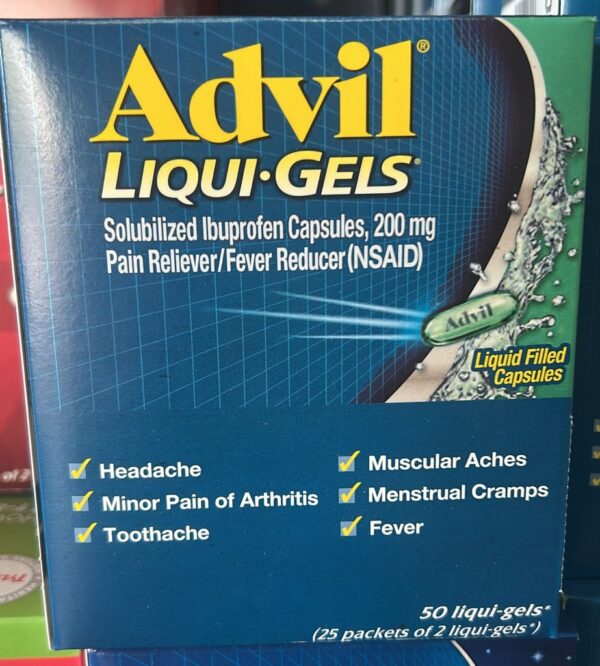 Advil®
LIQUI·GELS®
Solubilized Ibuprofen Capsules, 200 mg
Pain Reliever/Fever Reducer (NSAID)
Advil
Liquid Filled
Capsules
Headache
Minor Pain of Arthritis
Toothache
Muscular Aches
Menstrual Cramps
Fever
50 liqui-gels*
(25 packets of 2 liqui-gels*)